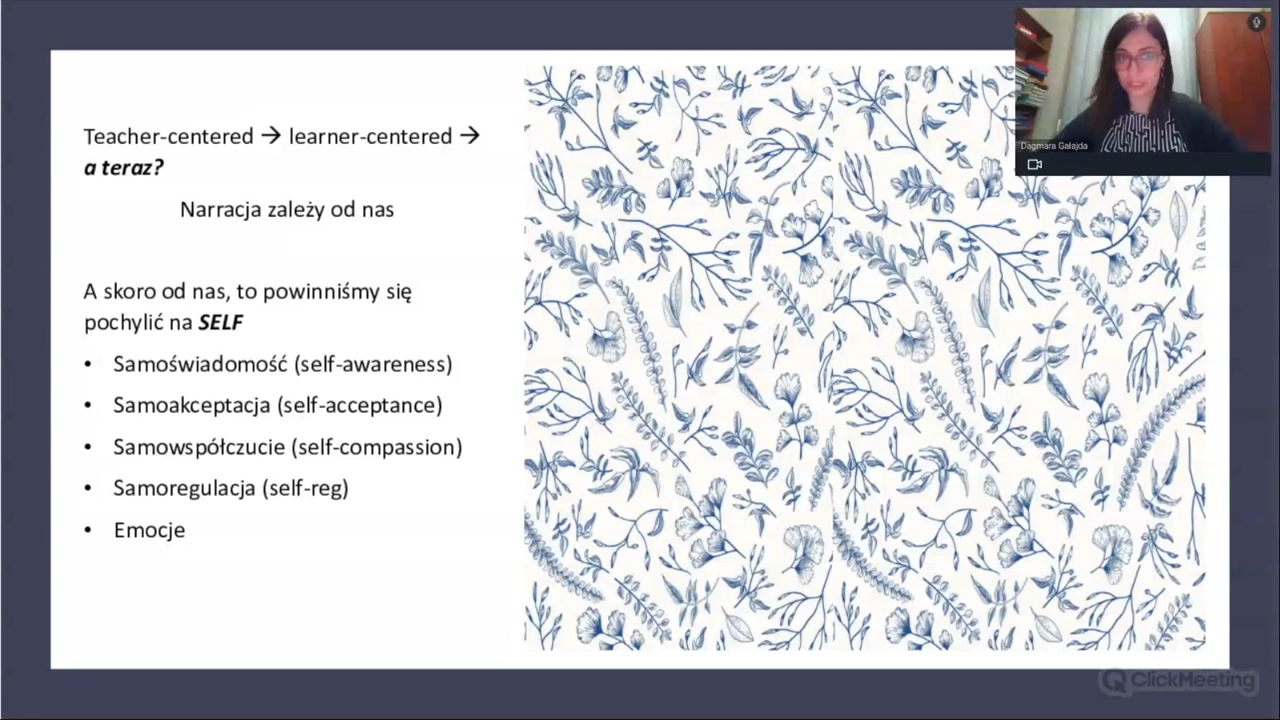 Teacher-centered → learner-centered →
a teraz?
Narracja zależy od nas
A skoro od nas, to powinniśmy się
pochylić na SELF
• Samoświadomość (self-awareness)
• Samoakceptacja (self-acceptance)
• Samowspółczucie (self-compassion)
• Samoregulacja (self-reg)
• Emocje
Dagmara Gałajda
ClickMeeting